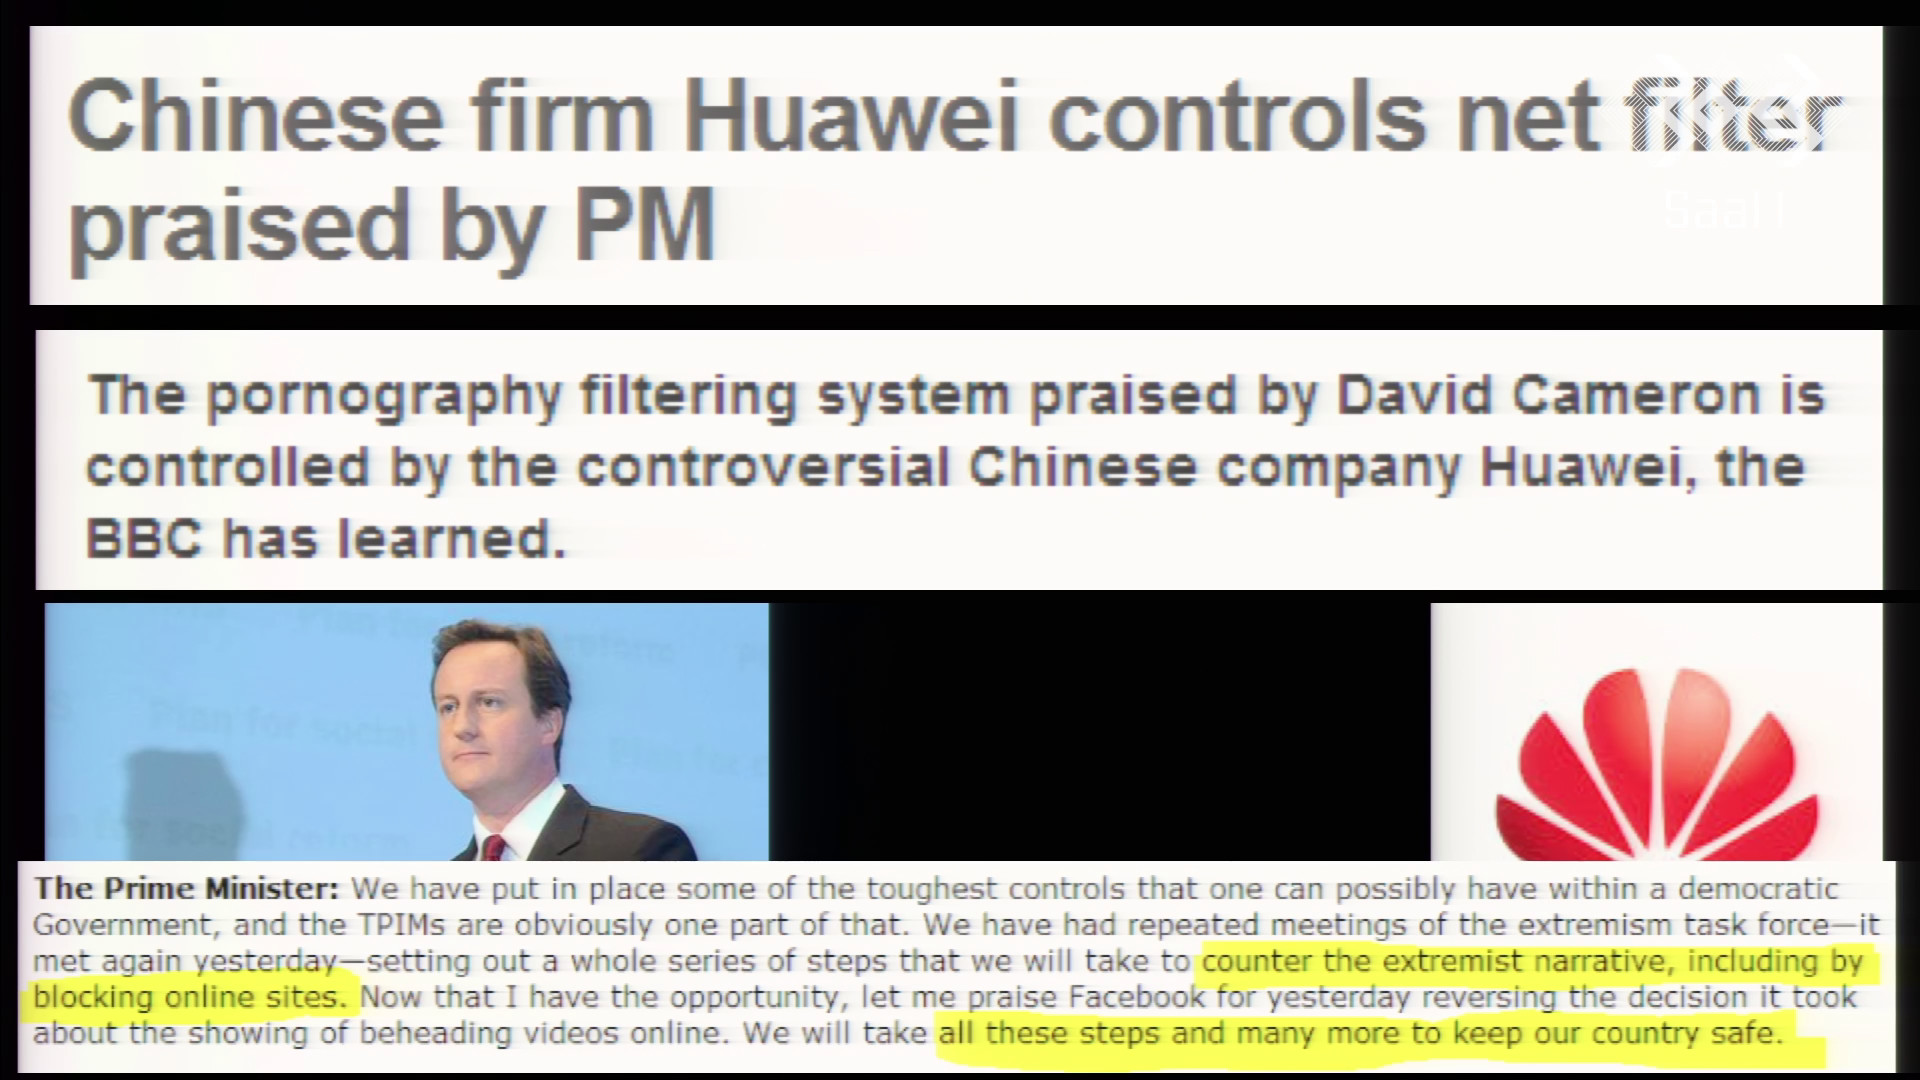 Chinese firm Huawei controls net filter
praised by PM
Saal 1
The pornography filtering system praised by David Cameron is
controlled by the controversial Chinese company Huawei, the
BBC has learned.
Plan for social
social reform
The Prime Minister: We have put in place some of the toughest controls that one can possibly have within a democratic
Government, and the TPIMs are obviously one part of that. We have had repeated meetings of the extremism task force—it
met again yesterday—setting out a whole series of steps that we will take to counter the extremist narrative, including by
blocking online sites. Now that I have the opportunity, let me praise Facebook for yesterday reversing the decision it took
about the showing of beheading videos online. We will take all these steps and many more to keep our country safe.